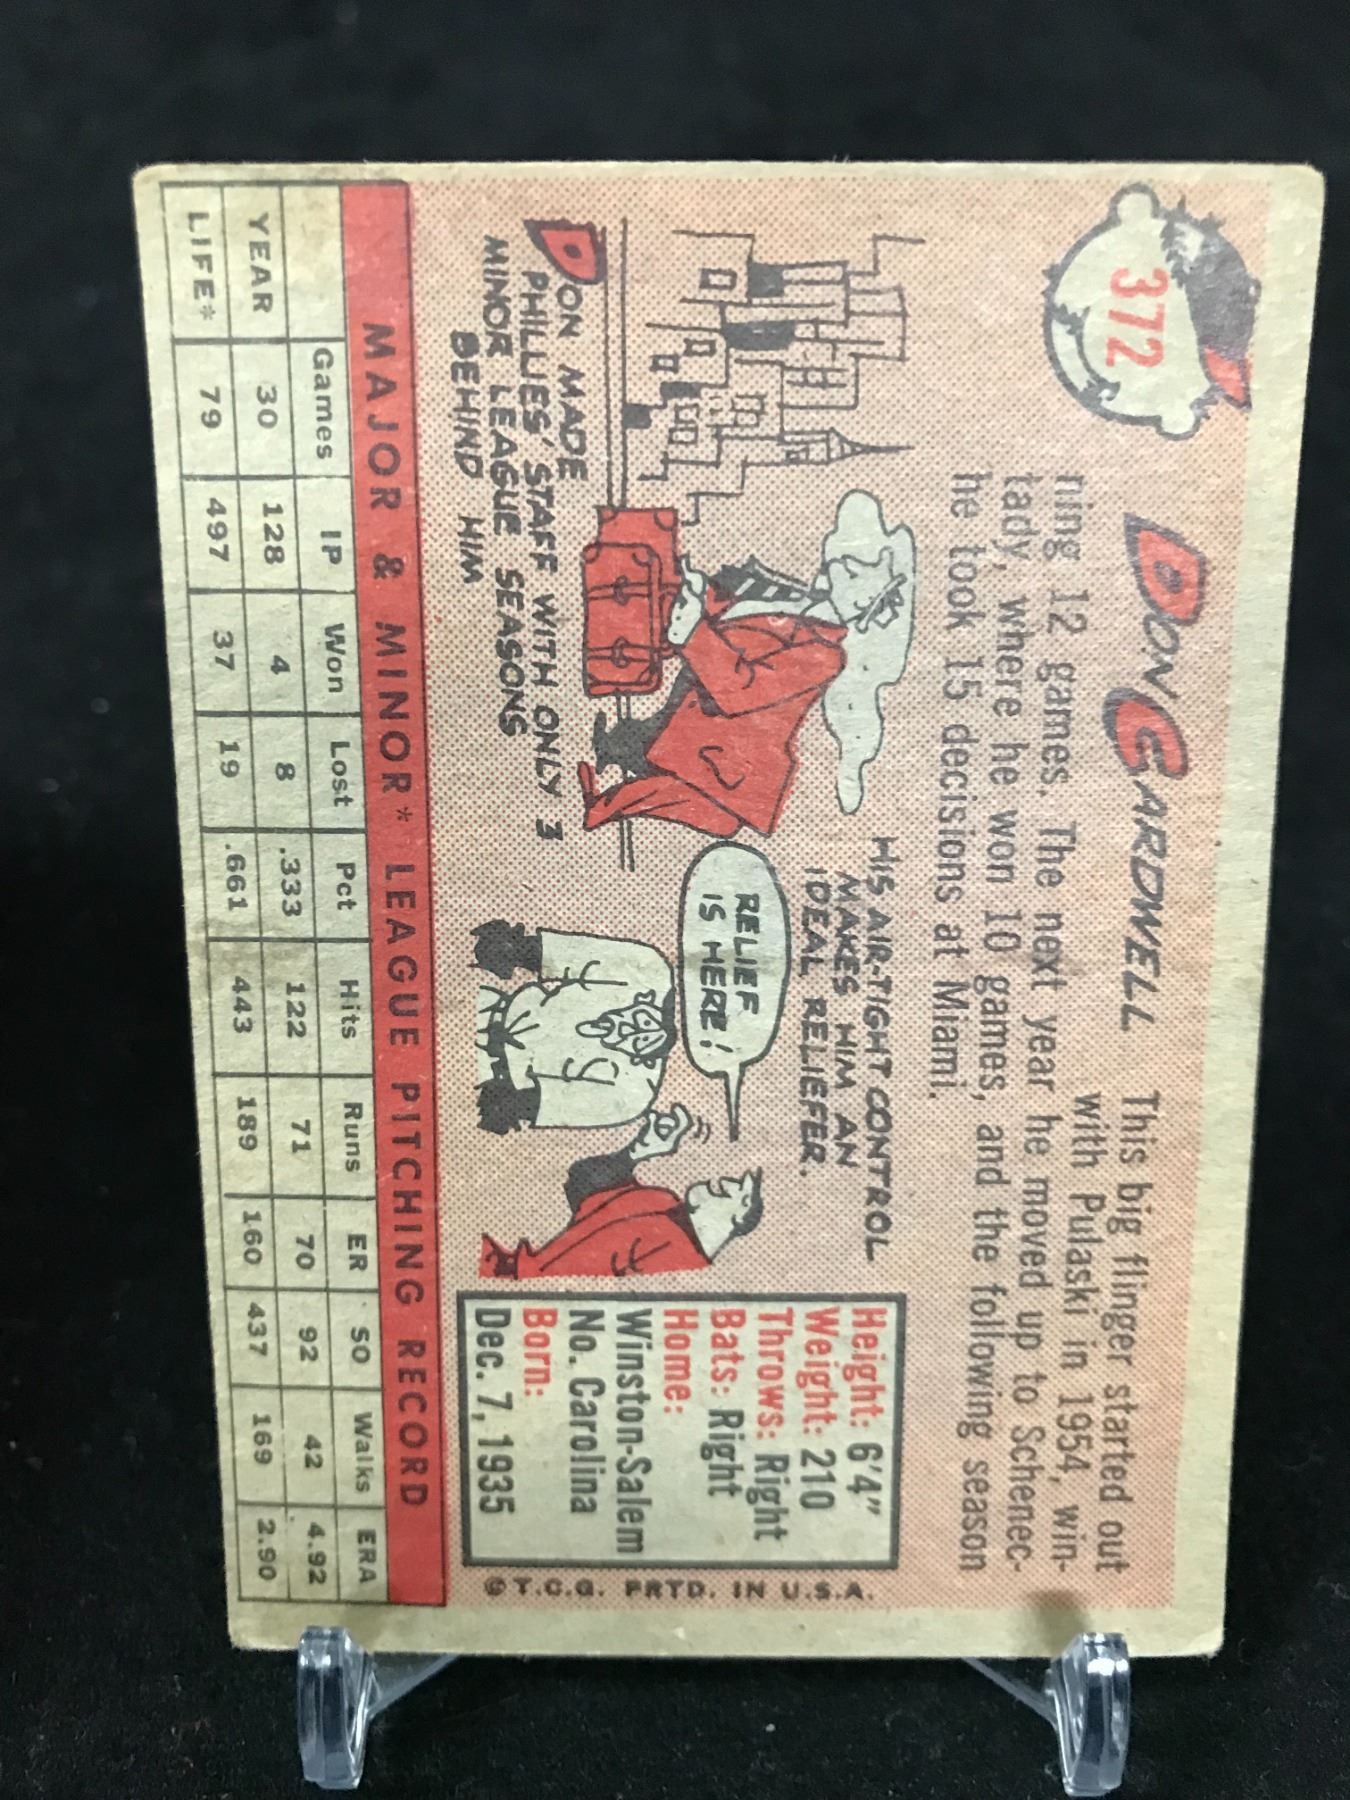 372
DON CARDWELL
This big flinger started out
with Pulaski in 1954, win-
ning 12 games. The next year he moved up to Schenec-
tady, where he won 10 games, and the following season
he took 15 decisions at Miami.
DON MADE
PHILLIES' STAFF WITH ONLY 3
MINOR LEAGUE SEASONS
BEHIND HIM
HIS AIR-TIGHT CONTROL
MAKES HIM AN
IDEAL RELIEFER.
RELIEF
IS HERE!
Height: 6'4"
Weight: 210
Throws: Right
Bats: Right
Home:
Winston-Salem
No. Carolina
Born:
Dec. 7, 1935
© T.C.G. PRTD. IN U.S.A.
MAJOR & MINOR* LEAGUE PITCHING RECORD
Games IP Won Lost Pct Hits Runs ER SO Walks ERA
YEAR 30 128 4 8 .333 122 71 70 92 42 4.92
LIFE* 79 497 37 19 .661 443 189 160 437 169 2.90